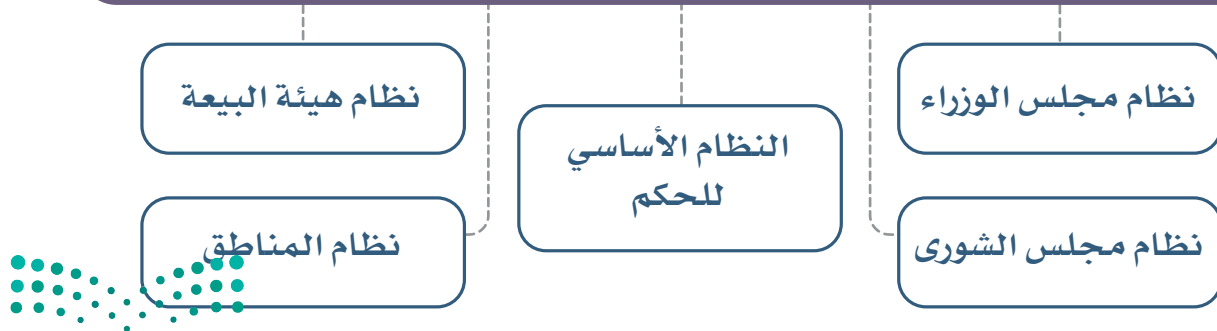 نظام مجلس الوزراء
نظام هيئة البيعة
النظام الأساسي
للحكم
نظام مجلس الشورى
نظام المناطق